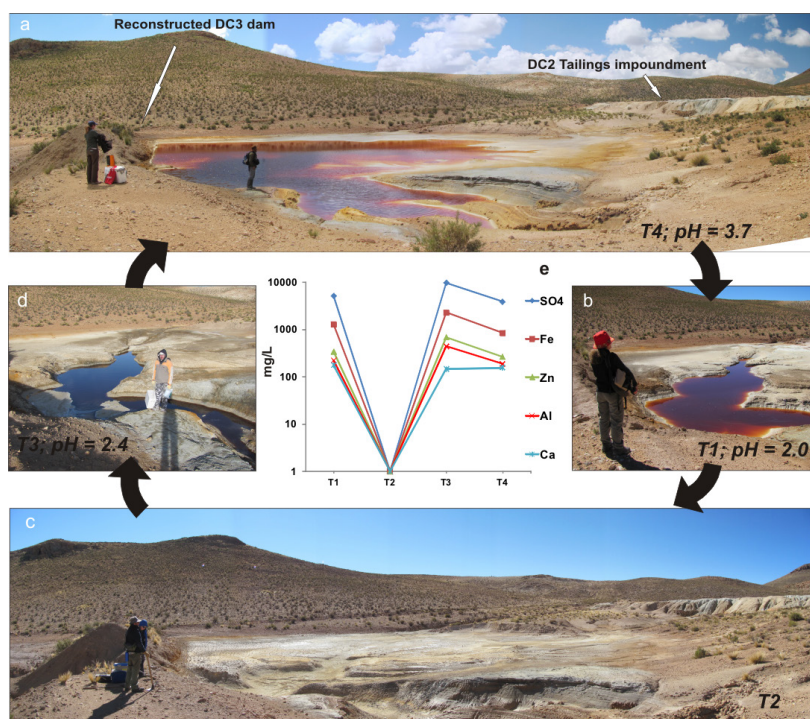 a
Reconstructed DC3 dam
DC2 Tailings impoundment
T4; pH = 3.7
d
T3; pH = 2.4
e
10000
1000
100
10
1
mg/L
T1
T2
T3
T4
SO4
Fe
Zn
Al
Ca
b
T1; pH = 2.0
c
T2